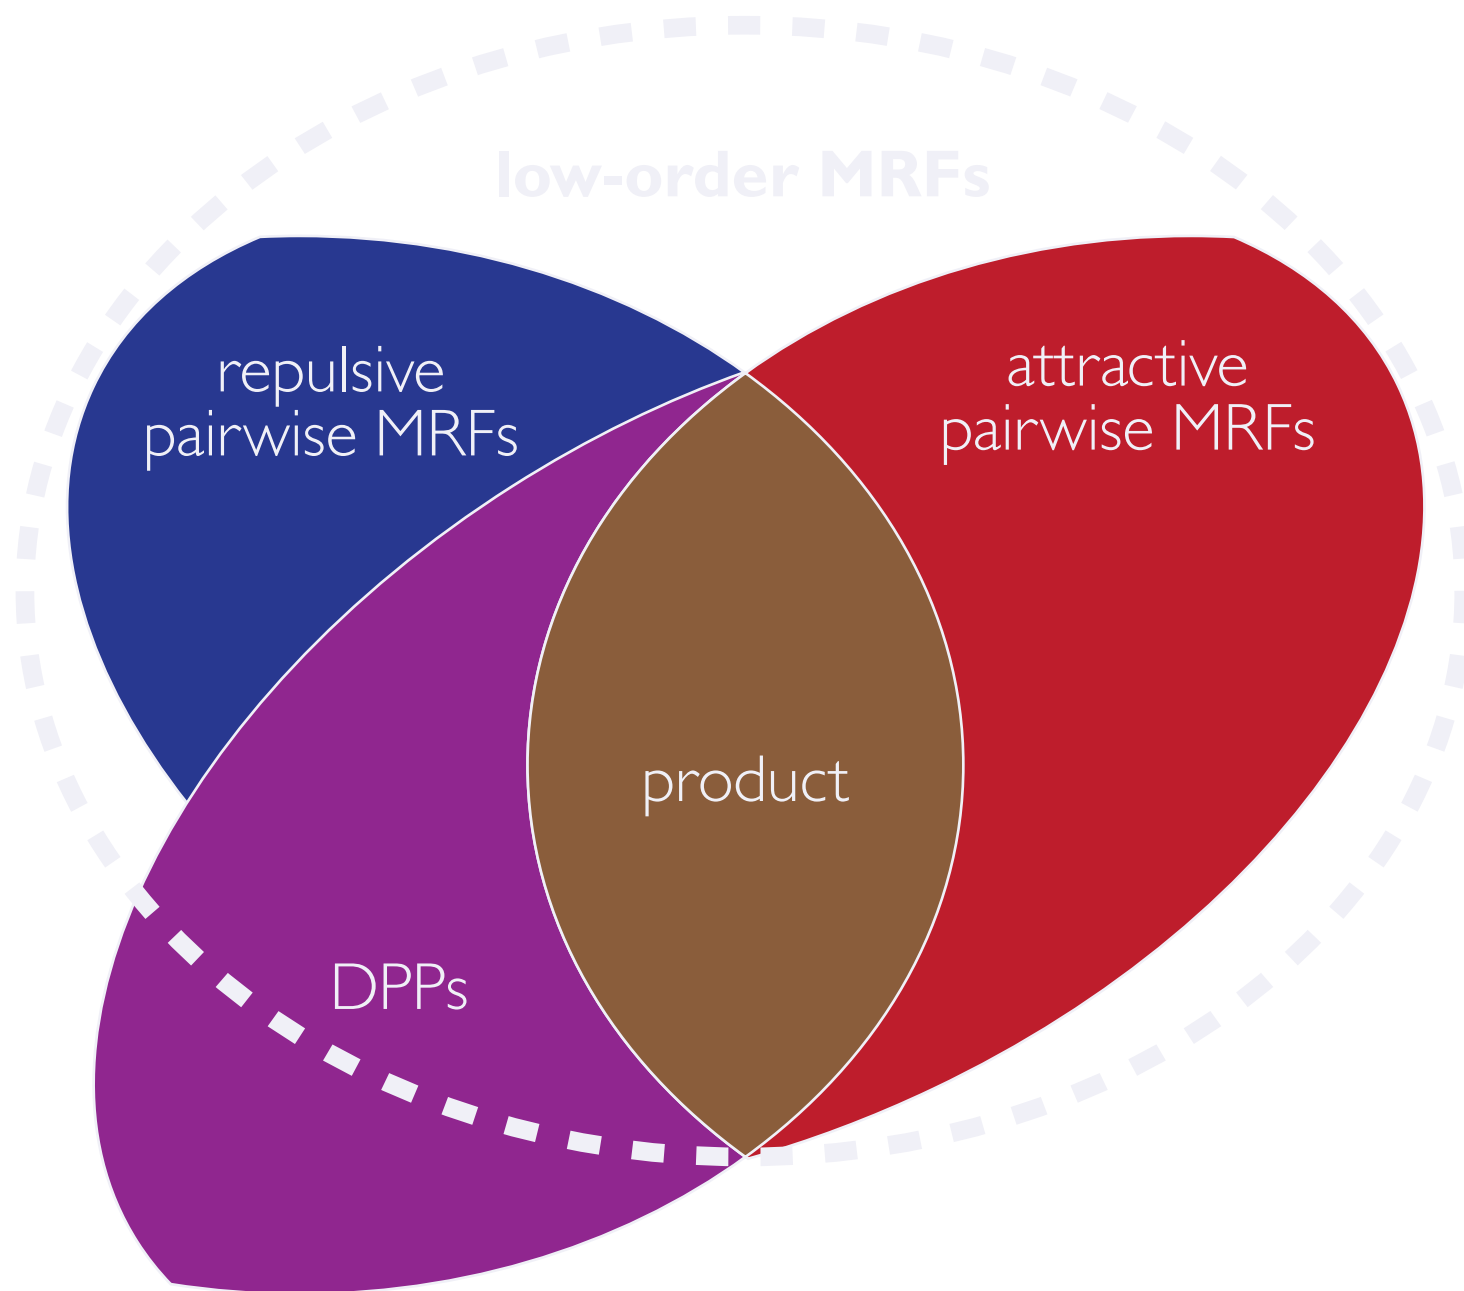 low-order MRFs
repulsive
pairwise MRFs
attractive
pairwise MRFs
product
DPPs